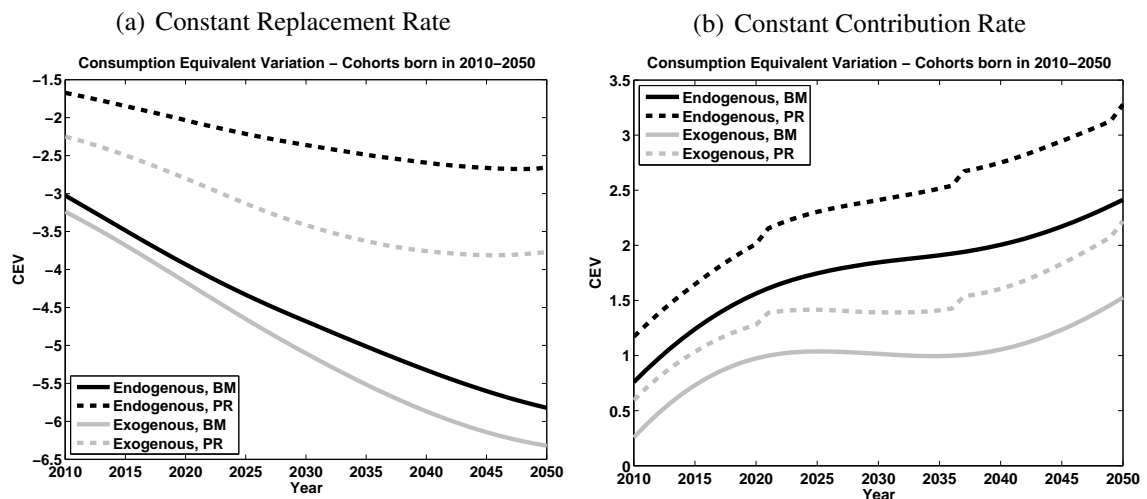 (a) Constant Replacement Rate
Consumption Equivalent Variation – Cohorts born in 2010–2050
CEV
−1.5
−2
−2.5
−3
−3.5
−4
−4.5
−5
−5.5
−6
−6.5
Endogenous, BM
Endogenous, PR
Exogenous, BM
Exogenous, PR
2010 2015 2020 2025 2030 2035 2040 2045 2050
Year
(b) Constant Contribution Rate
Consumption Equivalent Variation – Cohorts born in 2010–2050
CEV
3.5
3
2.5
2
1.5
1
0.5
0
Endogenous, BM
Endogenous, PR
Exogenous, BM
Exogenous, PR
2010 2015 2020 2025 2030 2035 2040 2045 2050
Year